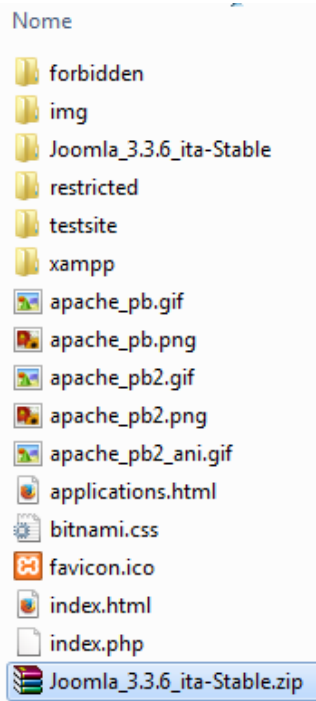 Nome
forbidden
img
Joomla_3.3.6_ita-Stable
restricted
testsite
xampp
apache_pb.gif
apache_pb.png
apache_pb2.gif
apache_pb2.png
apache_pb2_ani.gif
applications.html
bitnami.css
favicon.ico
index.html
index.php
Joomla_3.3.6_ita-Stable.zip